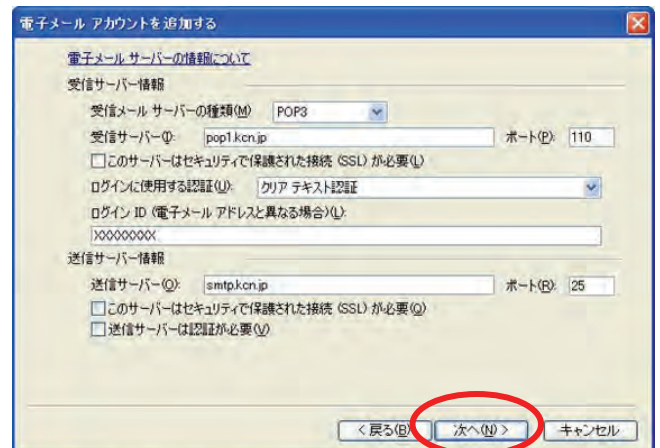 電子メール アカウントを追加する
電子メール サーバーの情報について
受信サーバー情報
受信メール サーバーの種類(M) POP3
受信サーバー(I): pop1.kcn.jp ポート(P): 110
このサーバーはセキュリティで保護された接続 (SSL) が必要(L)
ログインに使用する認証(U): クリア テキスト認証
ログイン ID (電子メール アドレスと異なる場合)(L):
XXXXXXXX
送信サーバー情報
送信サーバー(O): smtp.kcn.jp ポート(R): 25
このサーバーはセキュリティで保護された接続 (SSL) が必要(Q)
送信サーバーは認証が必要(V)
< 戻る(B) 次へ(N) > キャンセル